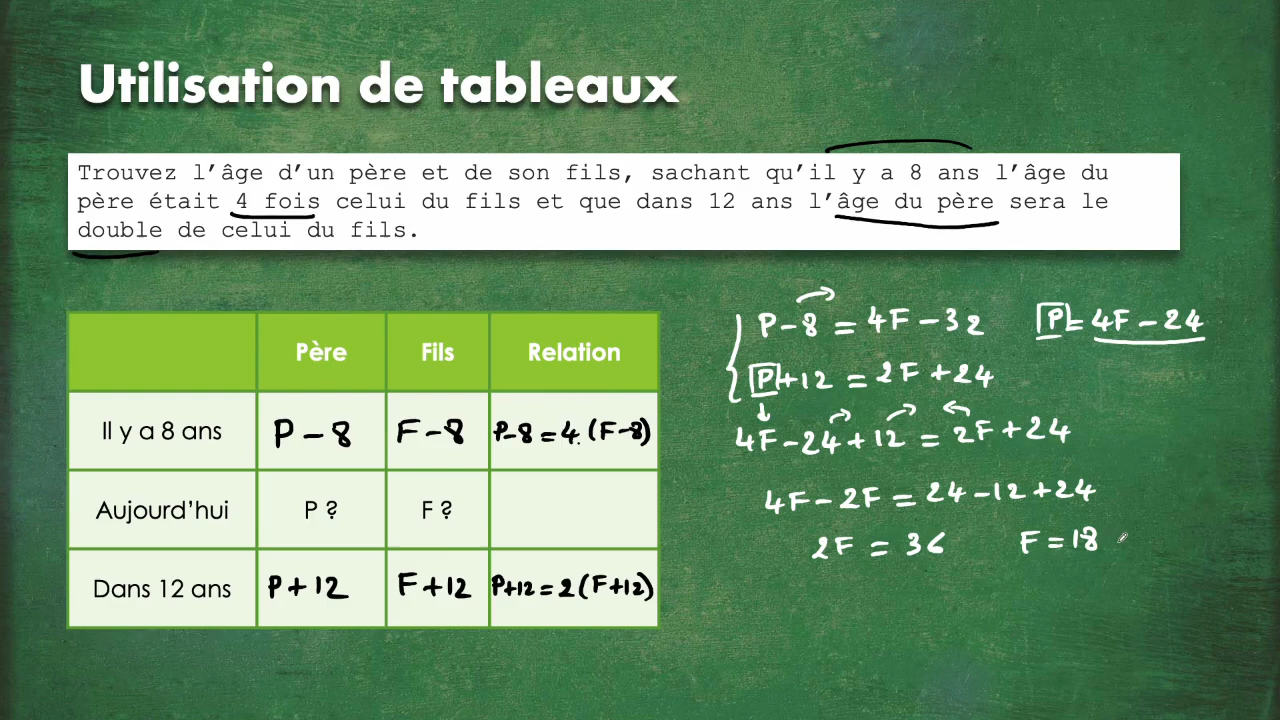 Utilisation de tableaux
Trouvez l’âge d’un père et de son fils, sachant qu’il y a 8 ans l’âge du
père était 4 fois celui du fils et que dans 12 ans l’âge du père sera le
double de celui du fils.
Père Fils Relation
Il y a 8 ans P-8 F-8 P-8=4.(F-8)
Aujourd’hui P ? F ?
Dans 12 ans P+12 F+12 P+12=2(F+12)
P-8=4F-32 P=4F-24
P+12=2F+24
4F-24+12=2F+24
4F-2F=24-12+24
2F=36 F=18